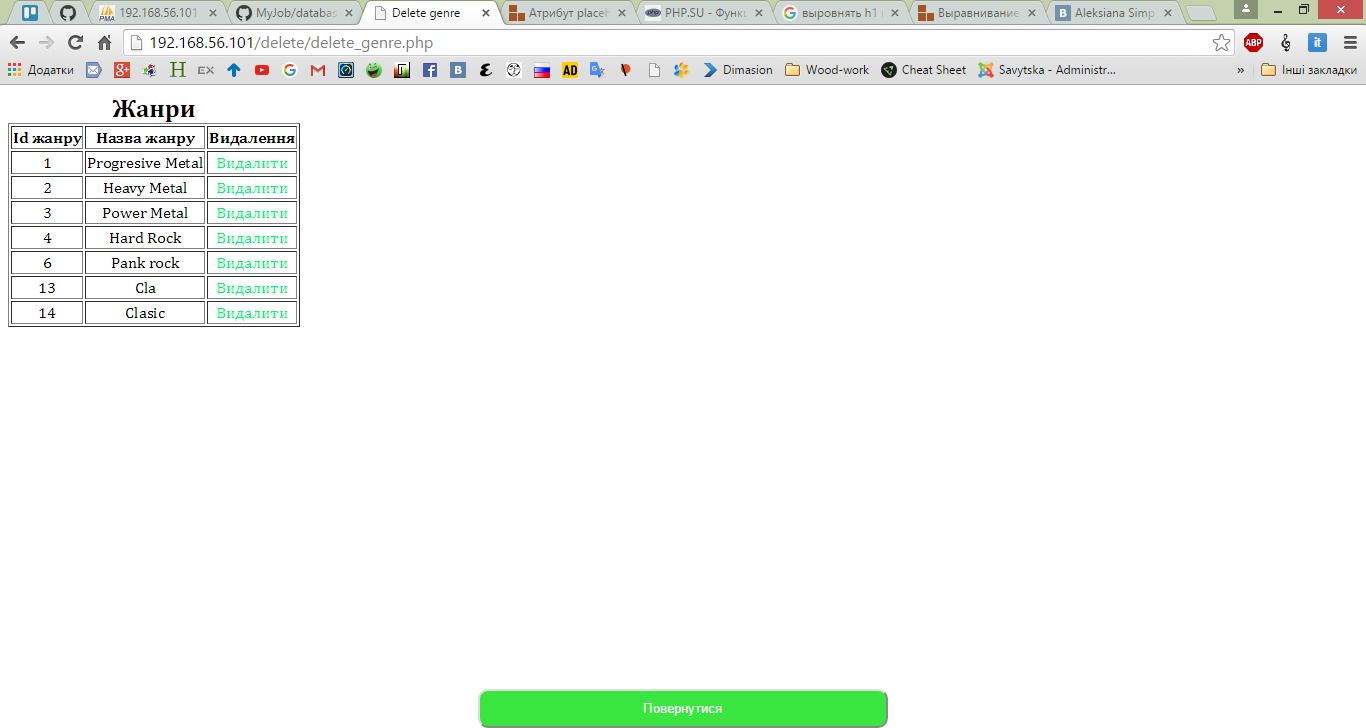 192.168.56.101
MyJob/databas
Delete genre
Атрибут place
PHP.SU - Функц
выровнять h1
Выравнивание
Aleksiana Simp
192.168.56.101/delete/delete_genre.php
Додатки
Dimasion
Wood-work
Cheat Sheet
Savytska - Administr...
»
Інші закладки
Жанри
Id жанру Назва жанру Видалення
1 Progresive Metal Видалити
2 Heavy Metal Видалити
3 Power Metal Видалити
4 Hard Rock Видалити
6 Pank rock Видалити
13 Cla Видалити
14 Clasic Видалити
Повернутися